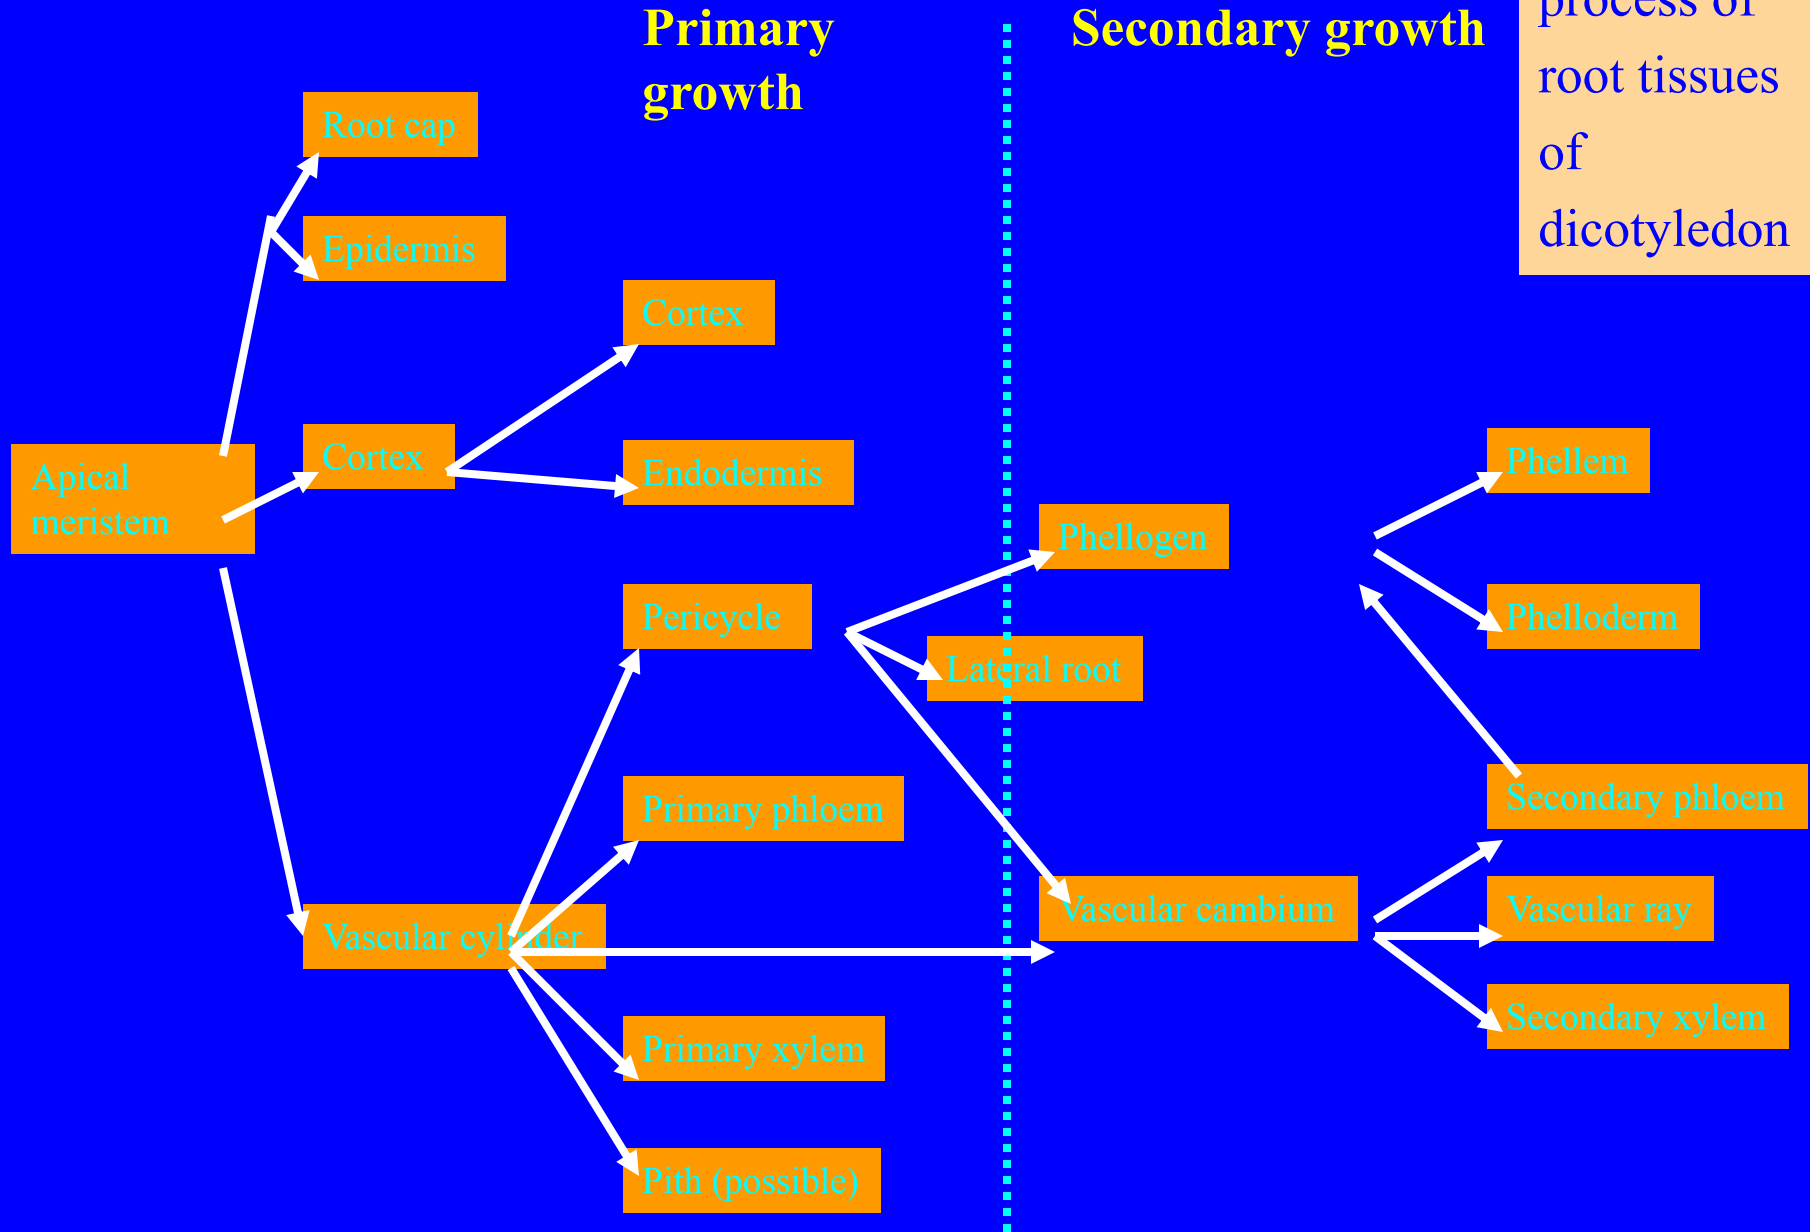 Primary
growth
Secondary growth
process of
root tissues
of
dicotyledon
Root cap
Epidermis
Cortex
Cortex
Apical
meristem
Endodermis
Phellem
Phellogen
Pericycle
Phelloderm
Lateral root
Primary phloem
Secondary phloem
Vascular cylinder
Vascular cambium
Vascular ray
Primary xylem
Secondary xylem
Pith (possible)